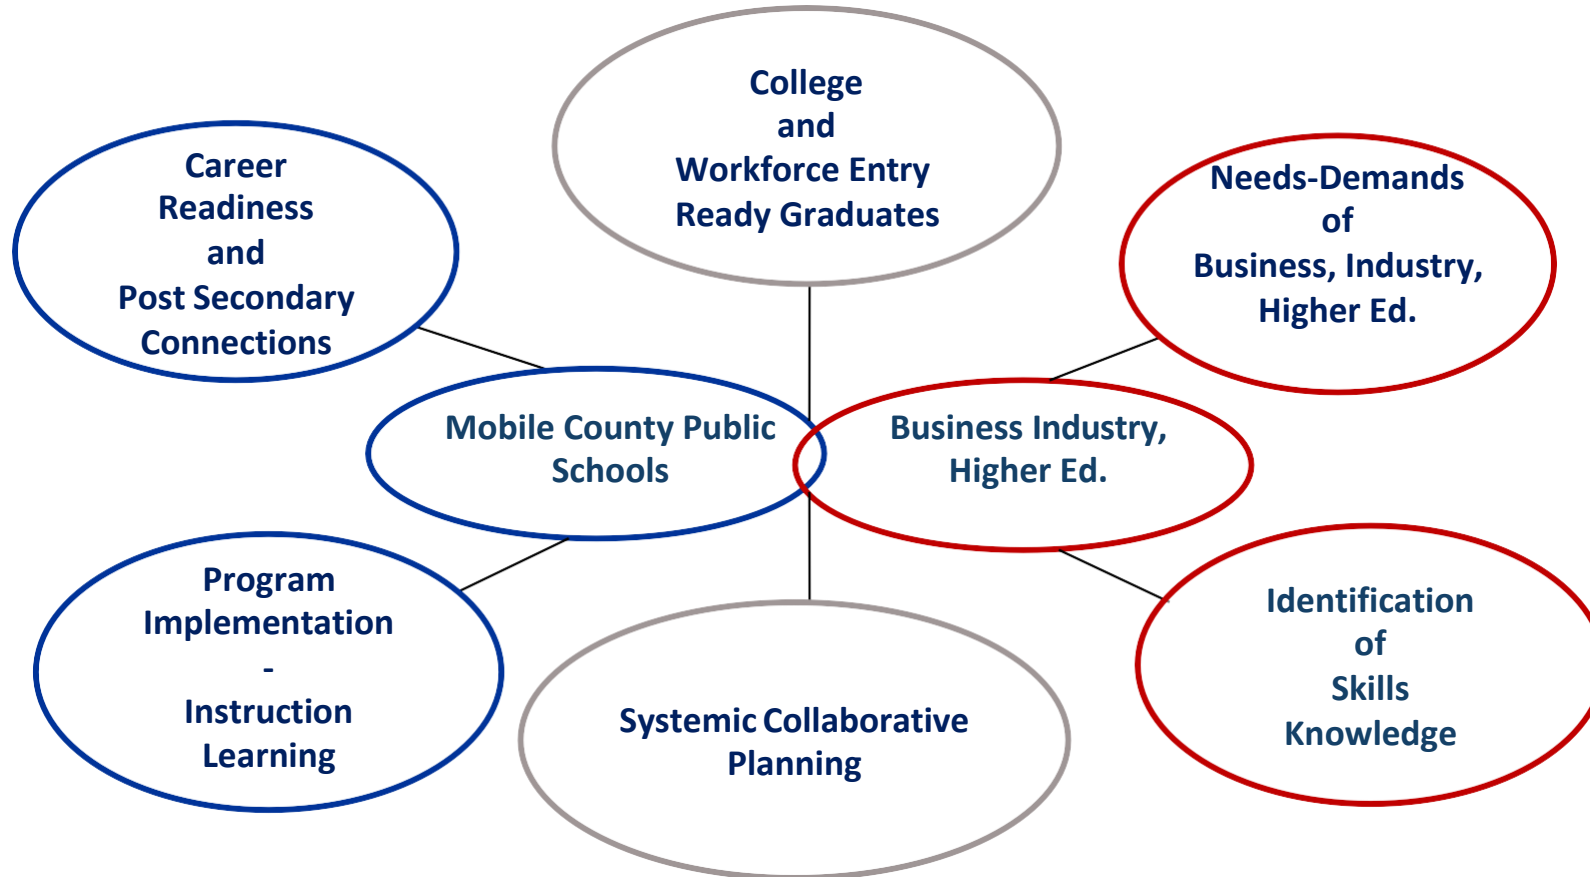 College
and
Workforce Entry
Ready Graduates
Career
Readiness
and
Post Secondary
Connections
Needs-Demands
of
Business, Industry,
Higher Ed.
Mobile County Public
Schools
Business Industry,
Higher Ed.
Program
Implementation
-
Instruction
Learning
Systemic Collaborative
Planning
Identification
of
Skills
Knowledge